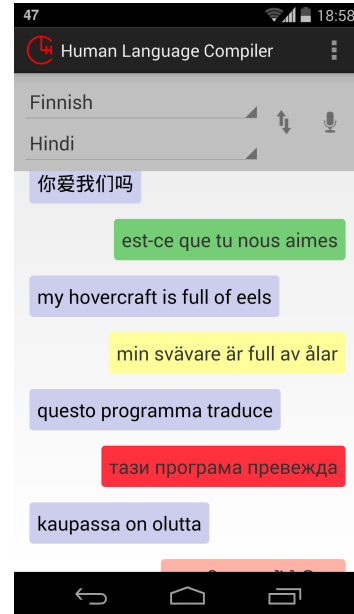 47
18:58
Human Language Compiler
Finnish
Hindi
你爱我们吗
est-ce que tu nous aimes
my hovercraft is full of eels
min svävare är full av ålar
questo programma traduce
тази програма превежда
kaupassa on olutta